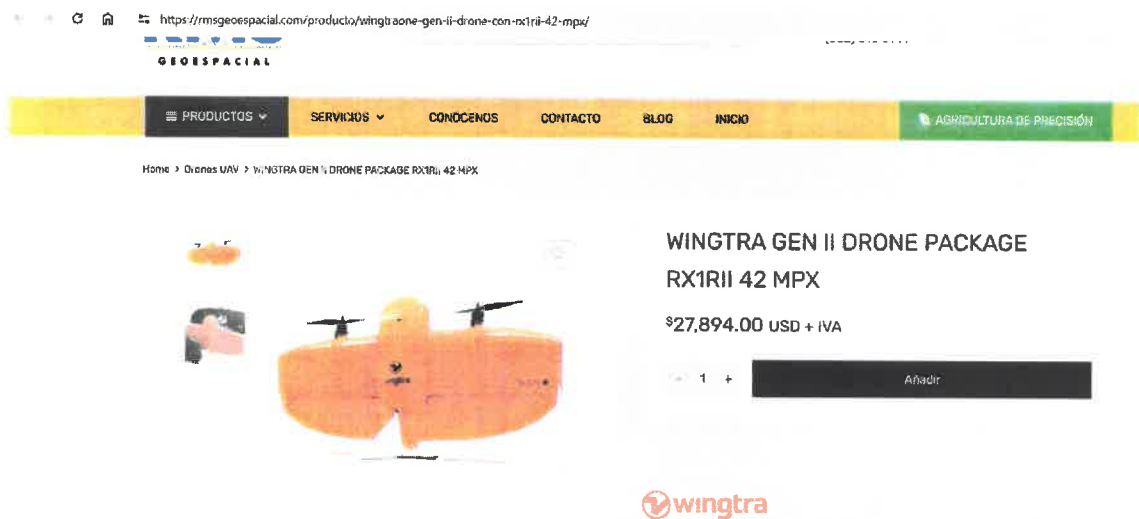 https://rmsgeoespacial.com/producto/wingtraone-gen-ii-drone-con-rx1rii-42-mpx/
GEOESPACIAL
PRODUCTOS SERVICIOS CONÓCENOS CONTACTO BLOG INICIO AGRICULTURA DE PRECISIÓN
Home > Drones UAV > WINGTRA GEN II DRONE PACKAGE RX1RII 42 MPX
WINGTRA GEN II DRONE PACKAGE
RX1RII 42 MPX
$27,894.00 USD + IVA
- 1 + Añadir
wingtra